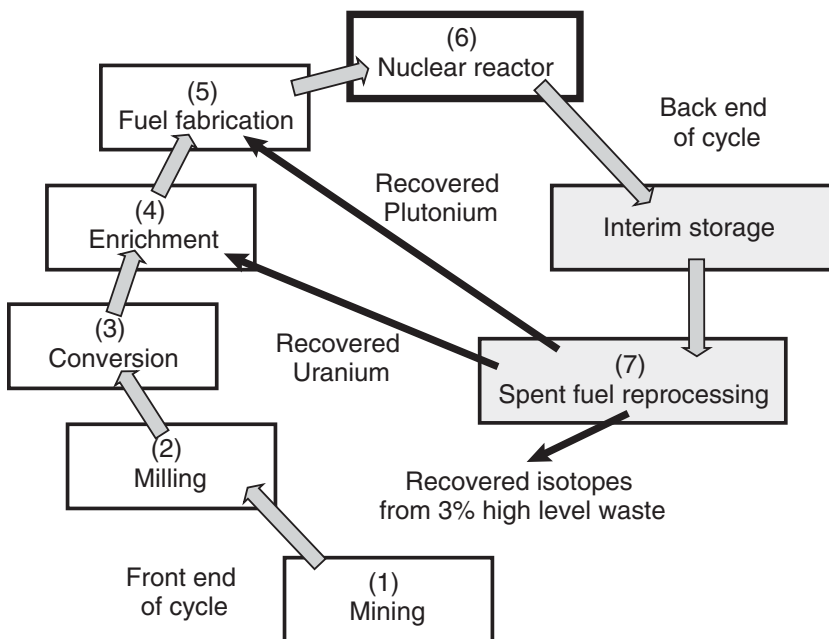 (6)
Nuclear reactor
(5)
Fuel fabrication
Back end
of cycle
Recovered
Plutonium
(4)
Enrichment
Interim storage
(3)
Conversion
Recovered
Uranium
(7)
Spent fuel reprocessing
(2)
Milling
Recovered isotopes
from 3% high level waste
Front end
of cycle
(1)
Mining